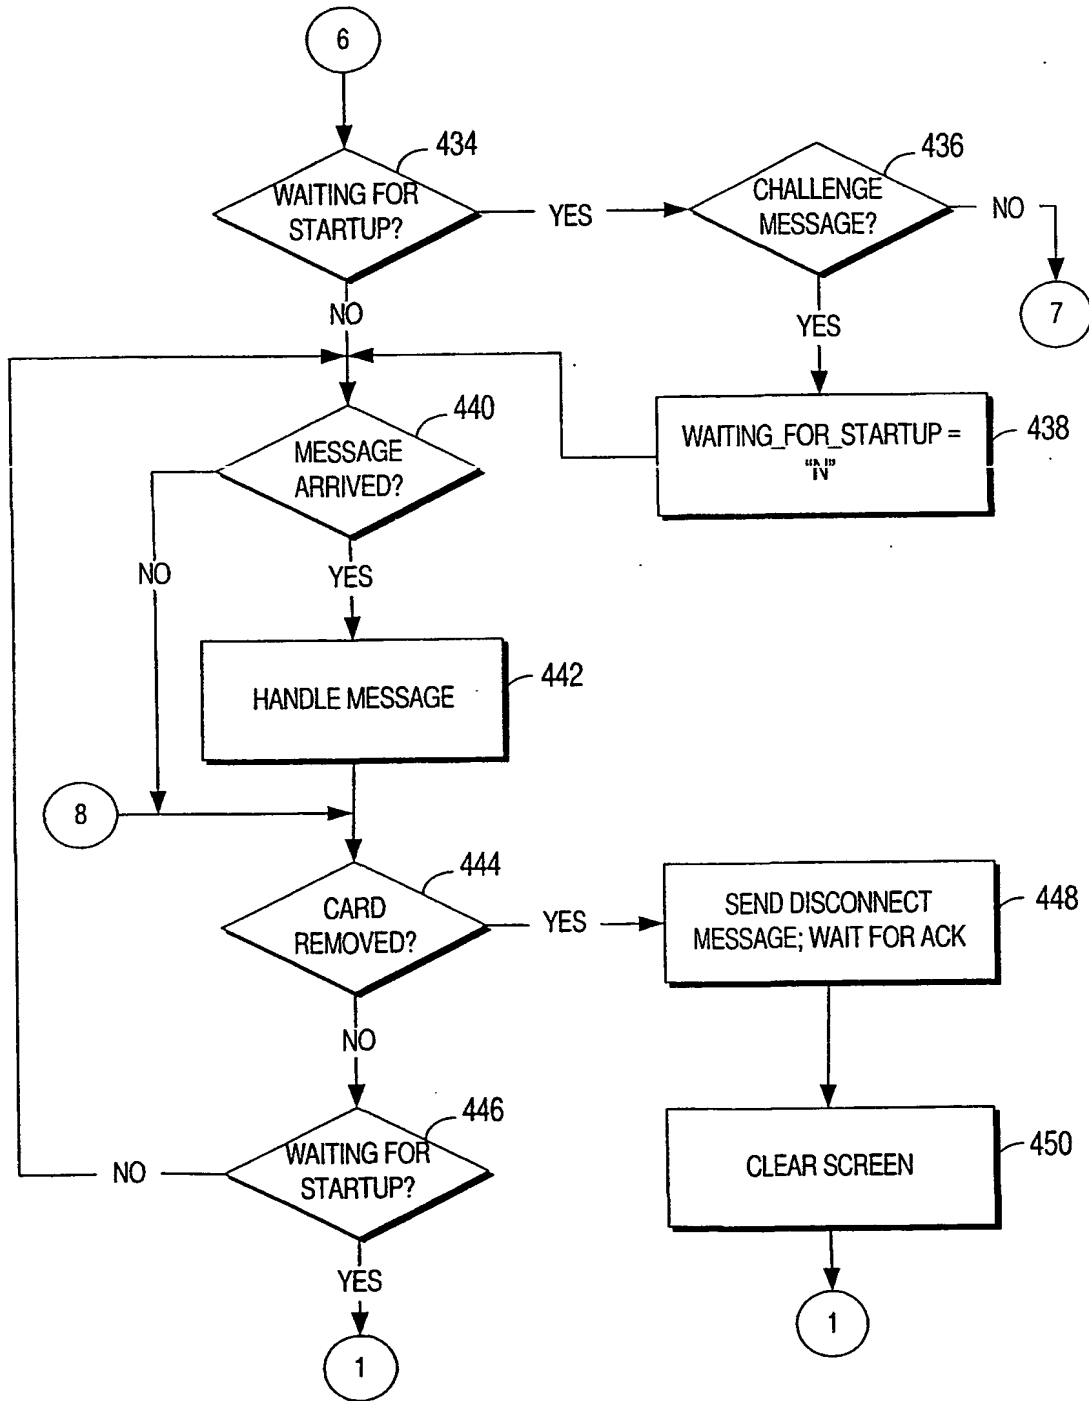 6
434
WAITING FOR
STARTUP?
YES
436
CHALLENGE
MESSAGE?
NO
7
NO
YES
440
MESSAGE
ARRIVED?
WAITING_FOR_STARTUP =
"N"
438
NO
YES
HANDLE MESSAGE
442
8
444
CARD
REMOVED?
YES
SEND DISCONNECT
MESSAGE; WAIT FOR ACK
448
NO
446
WAITING FOR
STARTUP?
NO
CLEAR SCREEN
450
YES
1
1